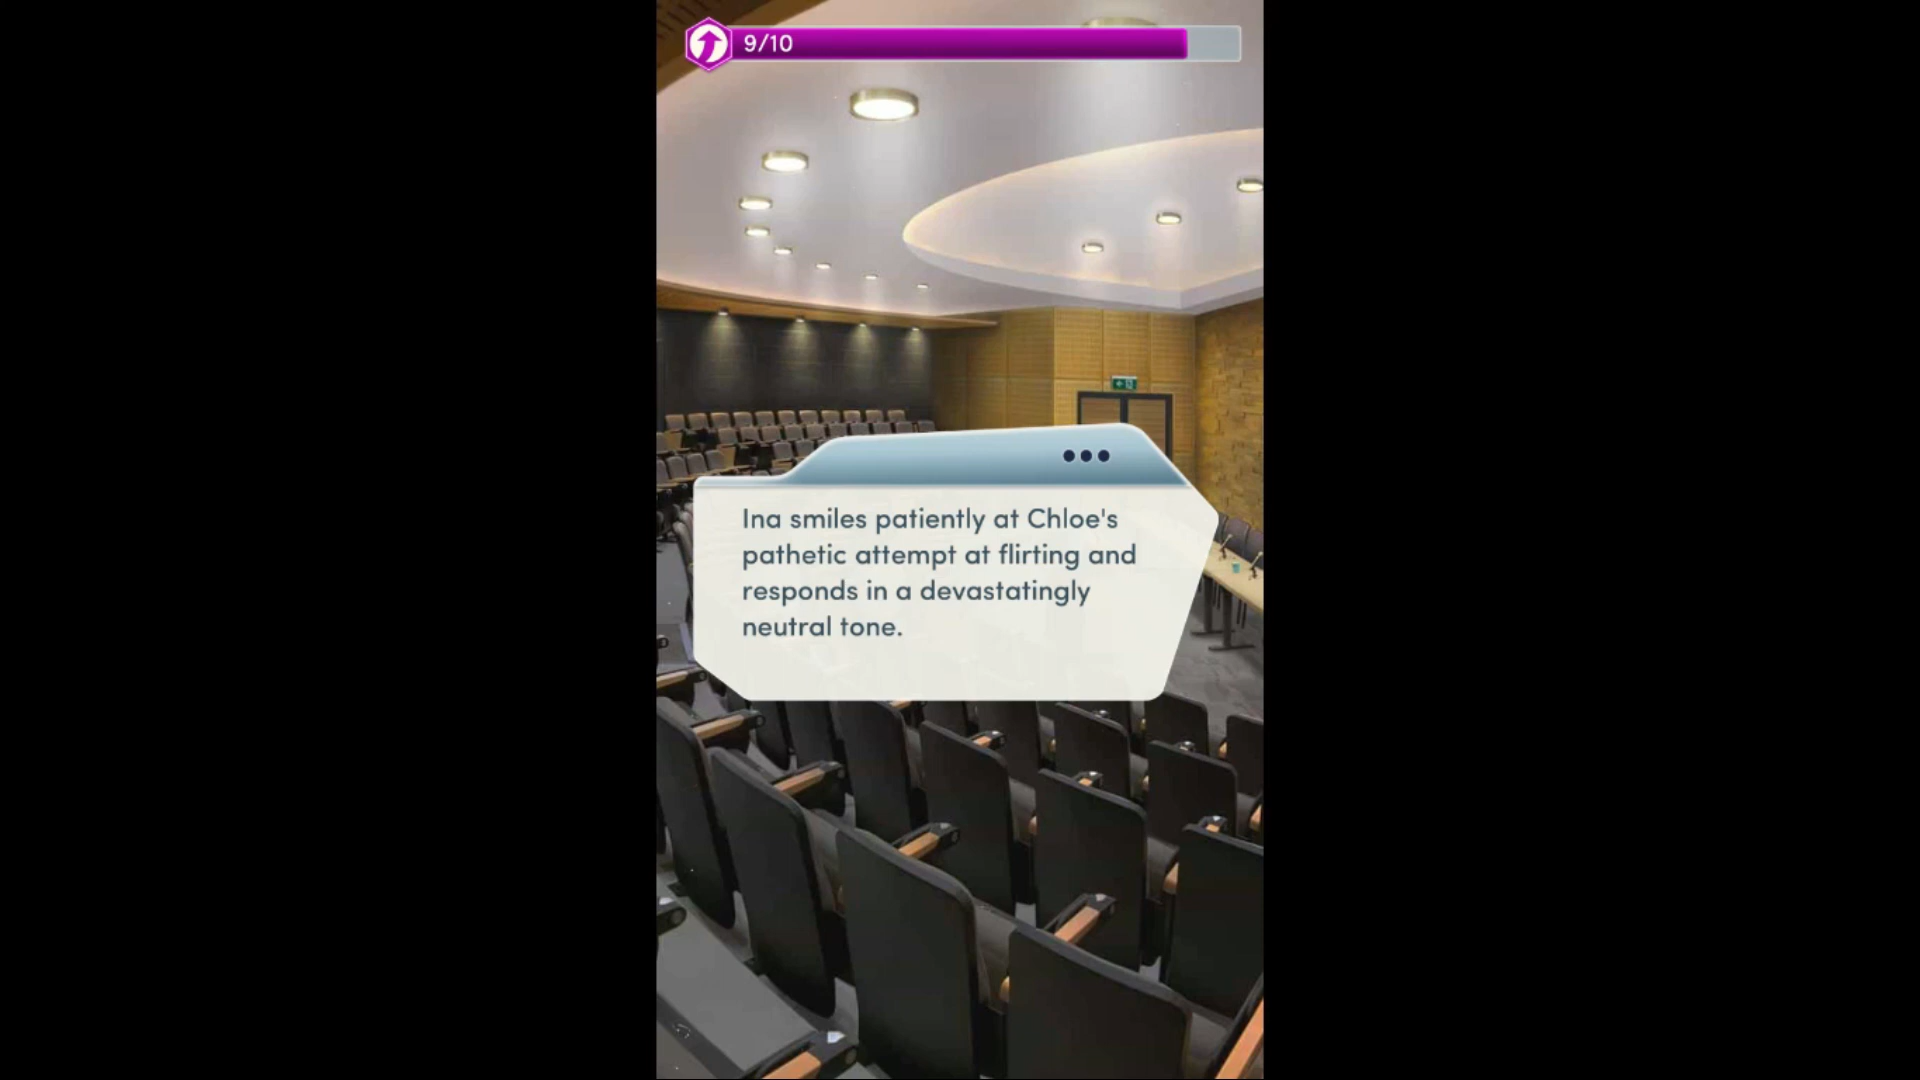 9/10
Ina smiles patiently at Chloe's
pathetic attempt at flirting and
responds in a devastatingly
neutral tone.